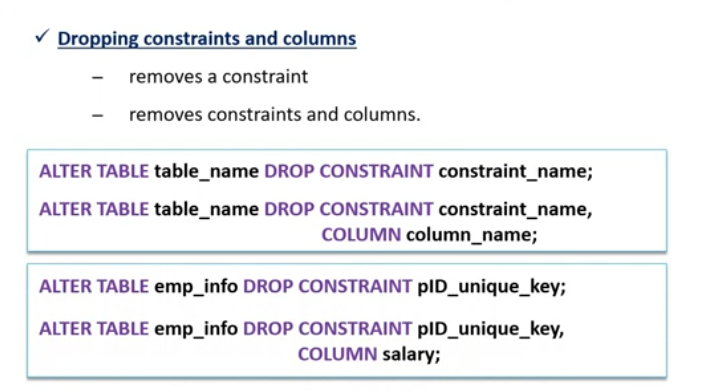 ✓ Dropping constraints and columns
– removes a constraint
– removes constraints and columns.
ALTER TABLE table_name DROP CONSTRAINT constraint_name;
ALTER TABLE table_name DROP CONSTRAINT constraint_name,
COLUMN column_name;
ALTER TABLE emp_info DROP CONSTRAINT pID_unique_key;
ALTER TABLE emp_info DROP CONSTRAINT pID_unique_key,
COLUMN salary;